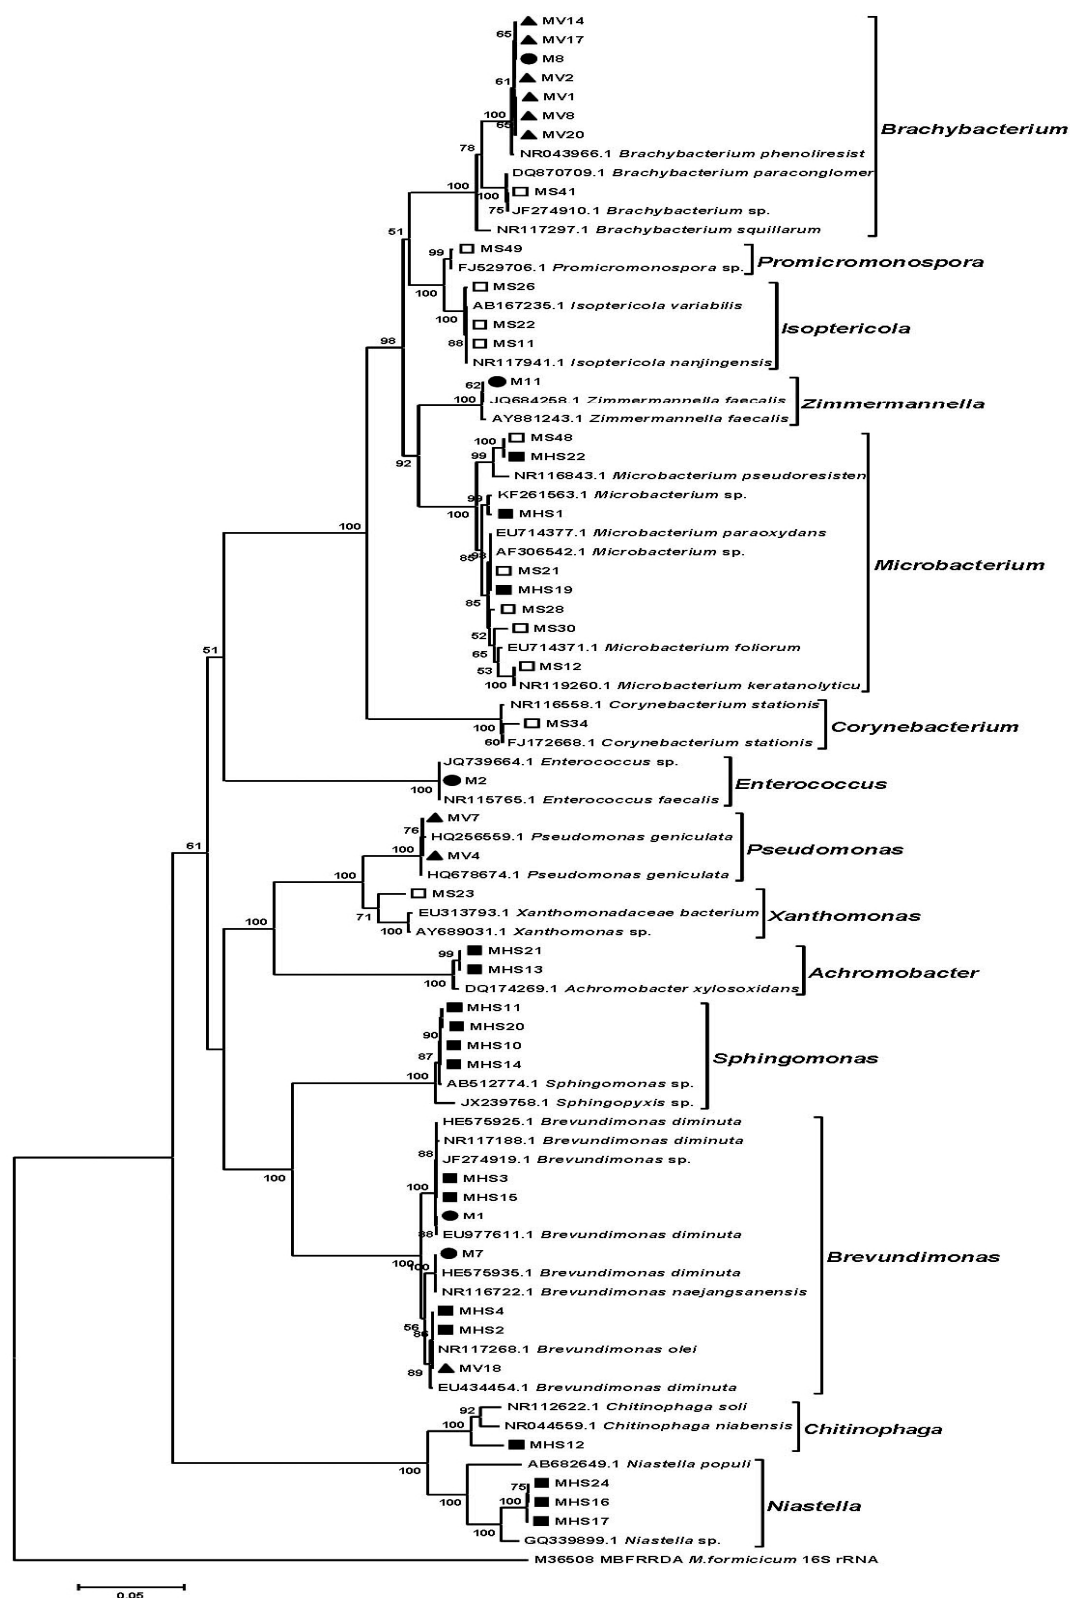 MV14
65
MV17
M8
MV2
61
MV1
100
MV8
65
MV20
Brachybacterium
78
NR043966.1 Brachybacterium phenoliresist
DQ870709.1 Brachybacterium paraconglomer
100
100
MS41
75
JF274910.1 Brachybacterium sp.
NR117297.1 Brachybacterium squillarum
51
99
MS49
FJ529706.1 Promicromonospora sp.
Promicromonospora
100
MS26
AB167235.1 Isoptericola variabilis
100
MS22
Isoptericola
98
88
MS11
NR117941.1 Isoptericola nanjingensis
62
M11
100
JQ684258.1 Zimmermannella faecalis
Zimmermannella
AY881243.1 Zimmermannella faecalis
100
MS48
92
99
MHS22
NR116843.1 Microbacterium pseudoresisten
99
KF261563.1 Microbacterium sp.
100
MHS1
100
EU714377.1 Microbacterium paraoxydans
85
98
AF306542.1 Microbacterium sp.
Microbacterium
MS21
MHS19
85
MS28
52
MS30
51
65
EU714371.1 Microbacterium foliorum
53
MS12
100
NR119260.1 Microbacterium keratanolyticu
NR116558.1 Corynebacterium stationis
100
MS34
Corynebacterium
60
FJ172668.1 Corynebacterium stationis
JQ739664.1 Enterococcus sp.
M2
Enterococcus
100
NR115765.1 Enterococcus faecalis
MV7
76
HQ256559.1 Pseudomonas geniculata
61
100
MV4
Pseudomonas
100
HQ678674.1 Pseudomonas geniculata
MS23
71
EU313793.1 Xanthomonadaceae bacterium
Xanthomonas
100
100
AY689031.1 Xanthomonas sp.
99
MHS21
MHS13
Achromobacter
100
DQ174269.1 Achromobacter xylosoxidans
MHS11
90
MHS20
MHS10
87
MHS14
Sphingomonas
100
AB512774.1 Sphingomonas sp.
JX239758.1 Sphingopyxis sp.
HE575925.1 Brevundimonas diminuta
NR117188.1 Brevundimonas diminuta
88
JF274919.1 Brevundimonas sp.
100
MHS3
100
MHS15
M1
88
EU977611.1 Brevundimonas diminuta
M7
Brevundimonas
100
100
HE575935.1 Brevundimonas diminuta
NR116722.1 Brevundimonas naejangsanensis
MHS4
56
86
MHS2
NR117268.1 Brevundimonas olei
89
MV18
EU434454.1 Brevundimonas diminuta
92
NR112622.1 Chitinophaga soli
100
NR044559.1 Chitinophaga niabensis
Chitinophaga
MHS12
100
AB682649.1 Niastella populi
75
MHS24
100
100
MHS16
Niastella
100
MHS17
GQ339899.1 Niastella sp.
M36508 MBFRRDA M.formicicum 16S rRNA
0.05